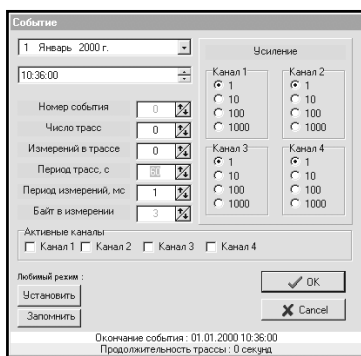 Событие
1 Январь 2000 г.
10:36:00
Номер события 0
Число трасс 0
Измерений в трассе 0
Период трасс, с 60
Период измерений, мс 1
Байт в измерении 3
Усиление
Канал 1 Канал 2
1 1
10 10
100 100
1000 1000
Канал 3 Канал 4
1 1
10 10
100 100
1000 1000
Активные каналы
Канал 1 Канал 2 Канал 3 Канал 4
Любимый режим :
Установить
Запомнить
OK
Cancel
Окончание события : 01.01.2000 10:36:00
Продолжительность трассы : 0 секунд